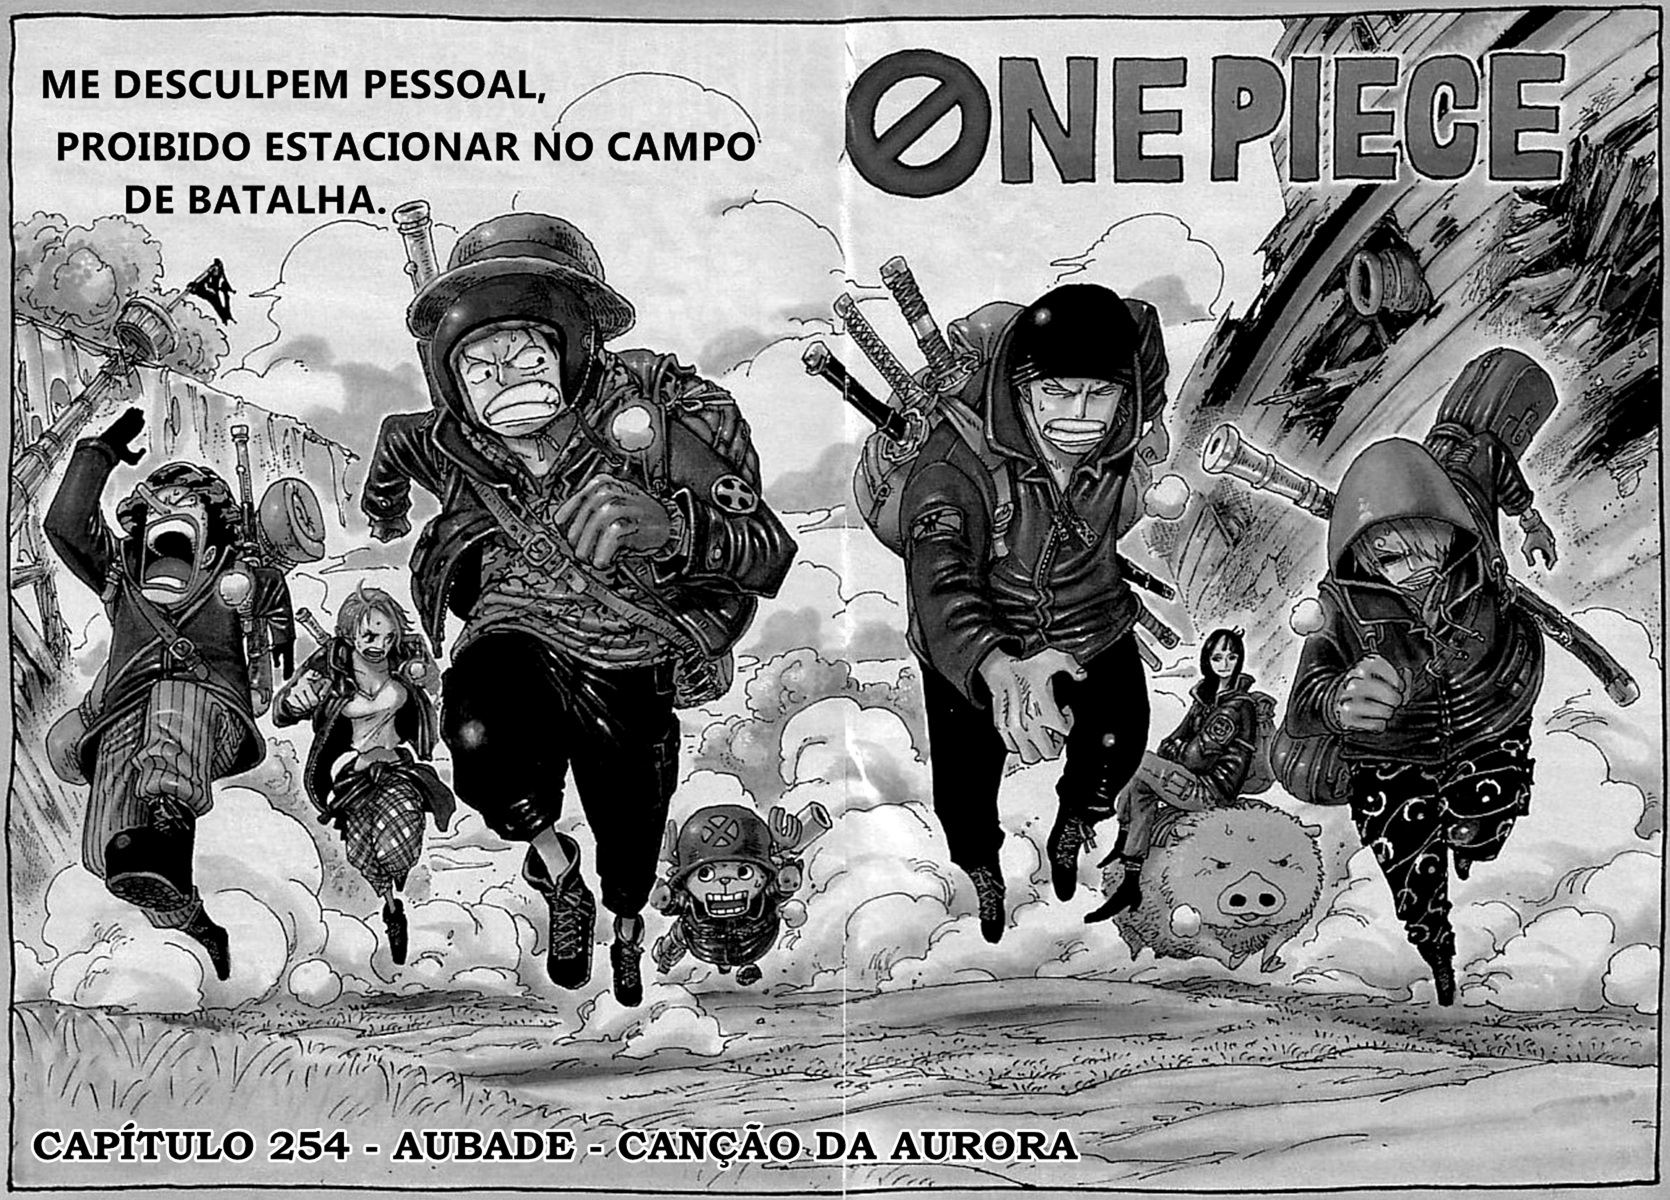 ME DESCULPEM PESSOAL,
PROIBIDO ESTACIONAR NO CAMPO
DE BATALHA.
ONE PIECE
CAPÍTULO 254 - AUBADE - CANÇÃO DA AURORA